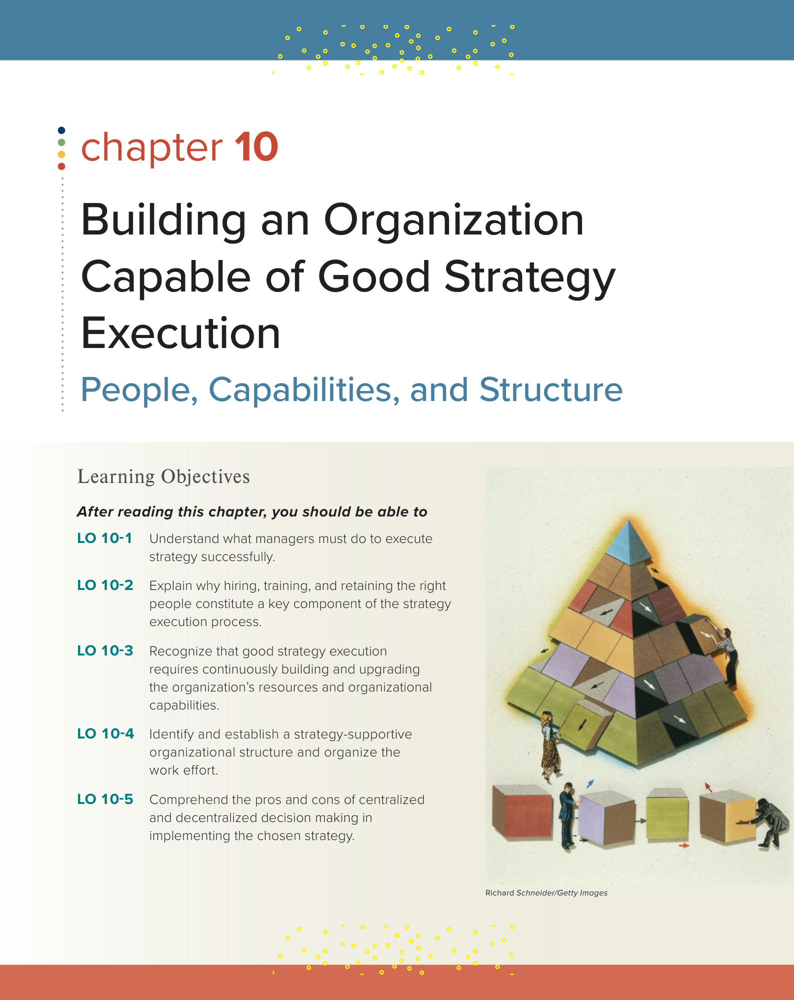 chapter 10
Building an Organization
Capable of Good Strategy
Execution
People, Capabilities, and Structure
Learning Objectives
After reading this chapter, you should be able to
LO 10-1 Understand what managers must do to execute
strategy successfully.
LO 10-2 Explain why hiring, training, and retaining the right
people constitute a key component of the strategy
execution process.
LO 10-3 Recognize that good strategy execution
requires continuously building and upgrading
the organization’s resources and organizational
capabilities.
LO 10-4 Identify and establish a strategy-supportive
organizational structure and organize the
work effort.
LO 10-5 Comprehend the pros and cons of centralized
and decentralized decision making in
implementing the chosen strategy.
Richard Schneider/Getty Images